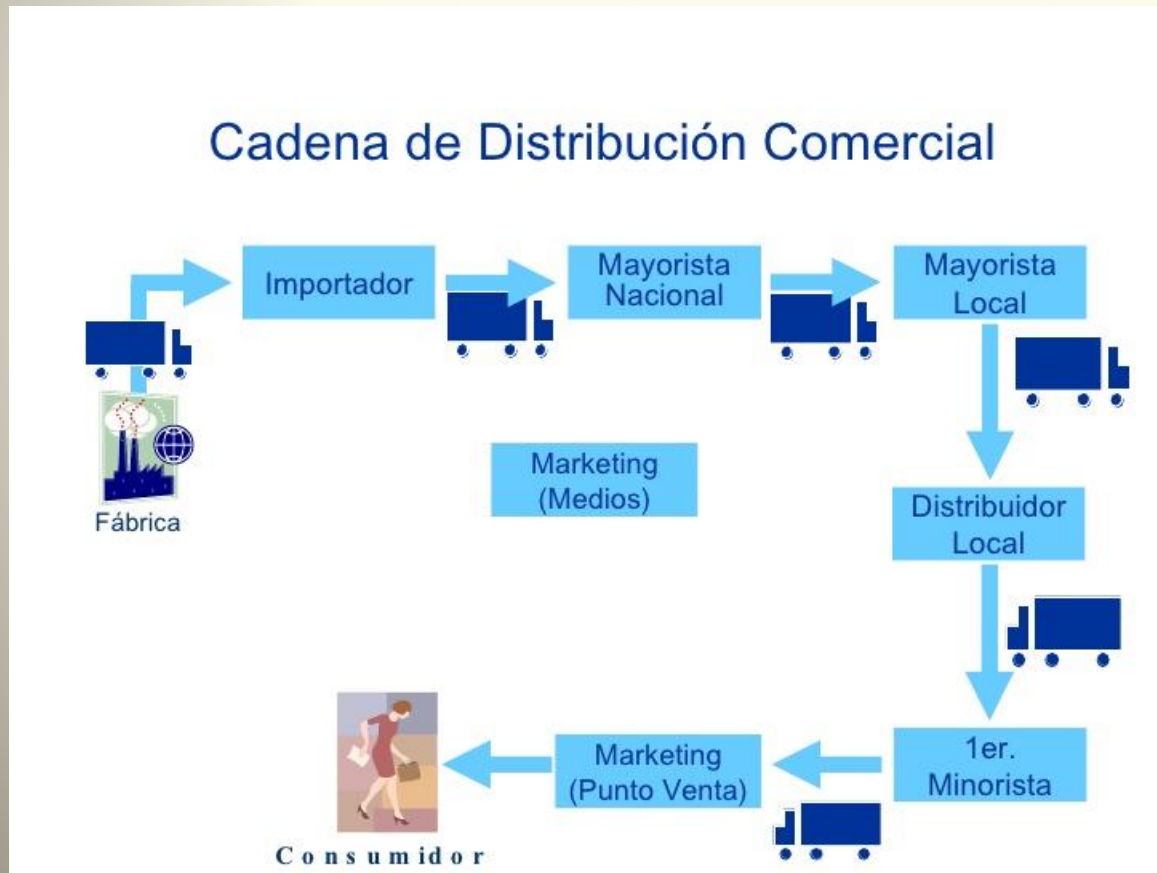 Cadena de Distribución Comercial
Importador
Mayorista
Nacional
Mayorista
Local
Fábrica
Marketing
(Medios)
Distribuidor
Local
1er.
Minorista
Marketing
(Punto Venta)
Consumidor